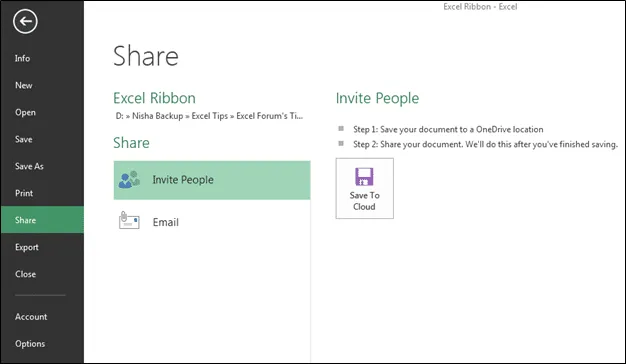 Excel Ribbon - Excel
Info
New
Open
Save
Save As
Print
Share
Export
Close
Account
Options
Share
Excel Ribbon
D: » Nisha Backup » Excel Tips » Excel Forum's Ti...
Share
Invite People
Email
Invite People
Step 1: Save your document to a OneDrive location
Step 2: Share your document. We'll do this after you've finished saving.
Save To
Cloud